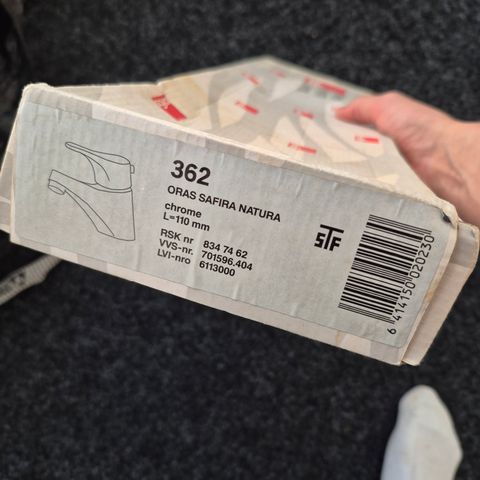 362
ORAS SAFIRA NATURA
chrome
L=110 mm
RSK nr 834 74 62
VVS-nr. 701596.404
LVI-nro 6113000
STF
6 414150 020230